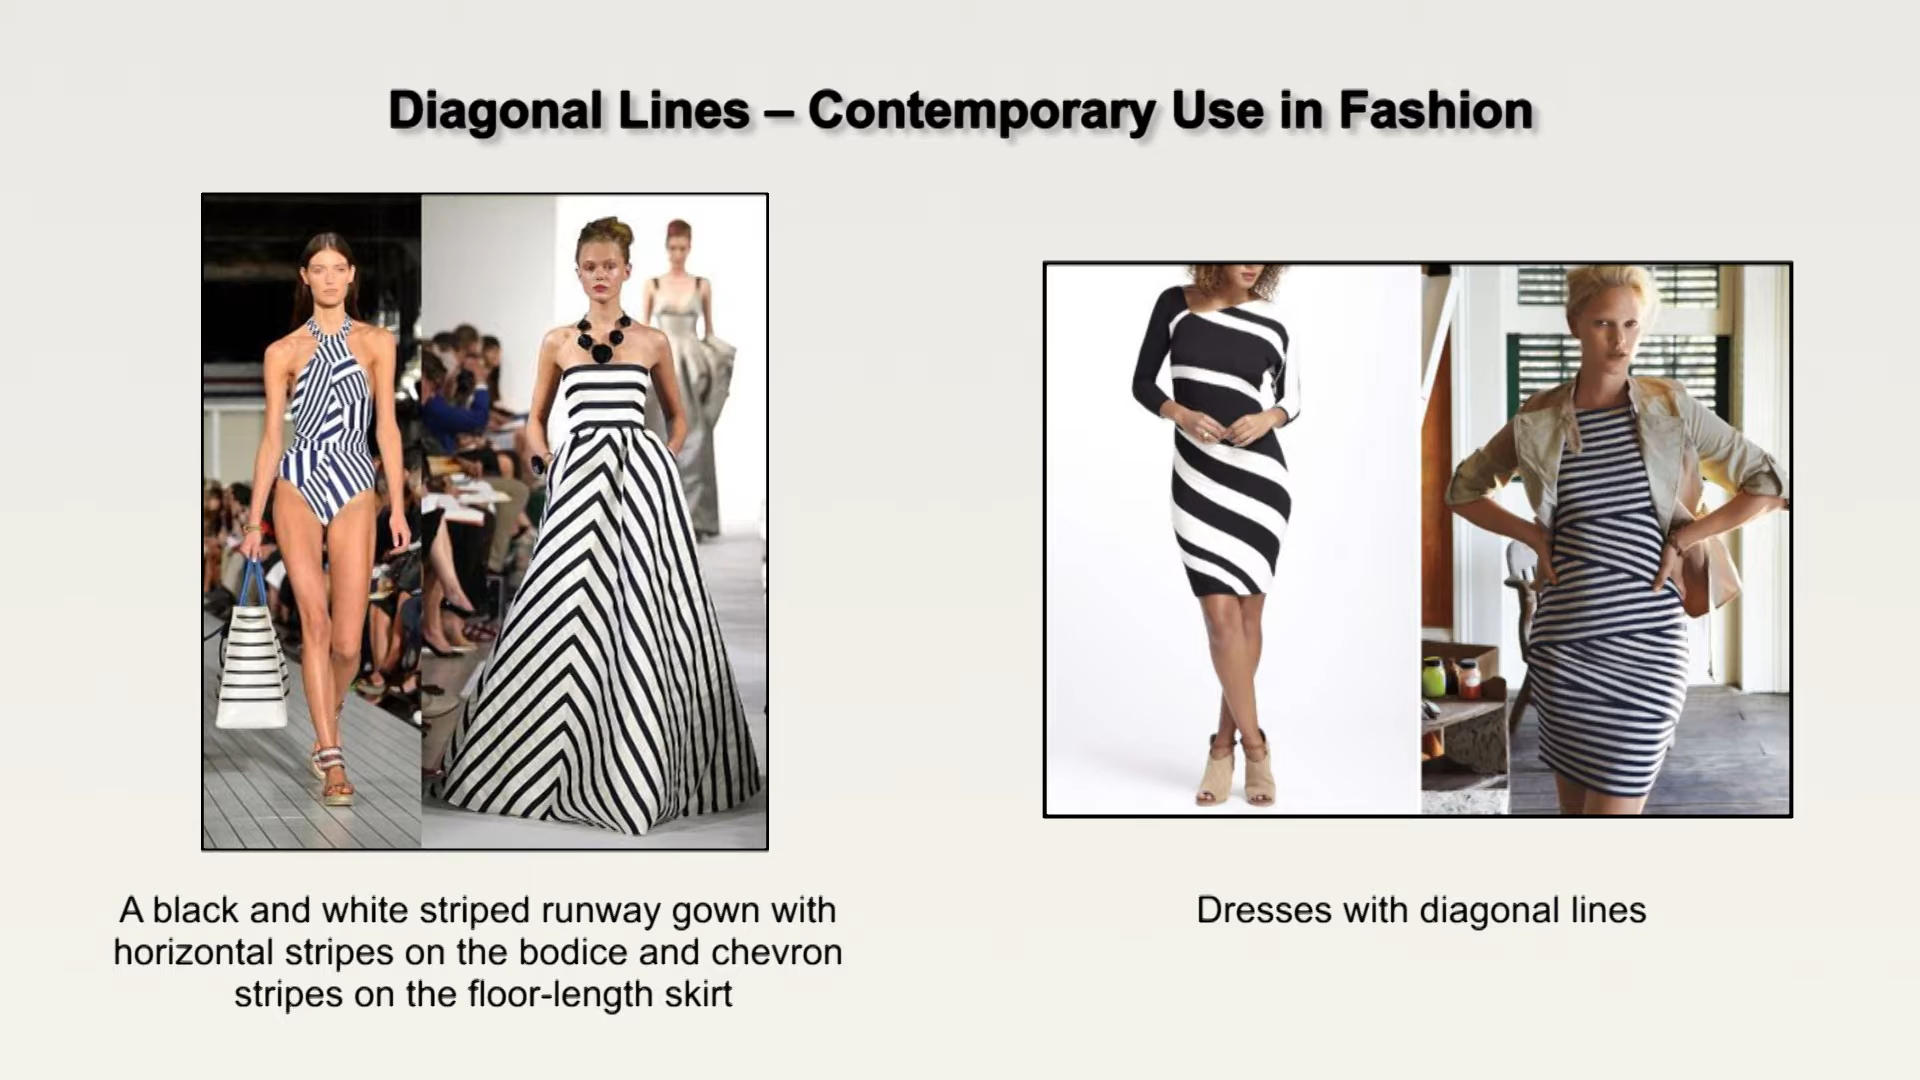 Diagonal Lines – Contemporary Use in Fashion
A black and white striped runway gown with
horizontal stripes on the bodice and chevron
stripes on the floor-length skirt
Dresses with diagonal lines